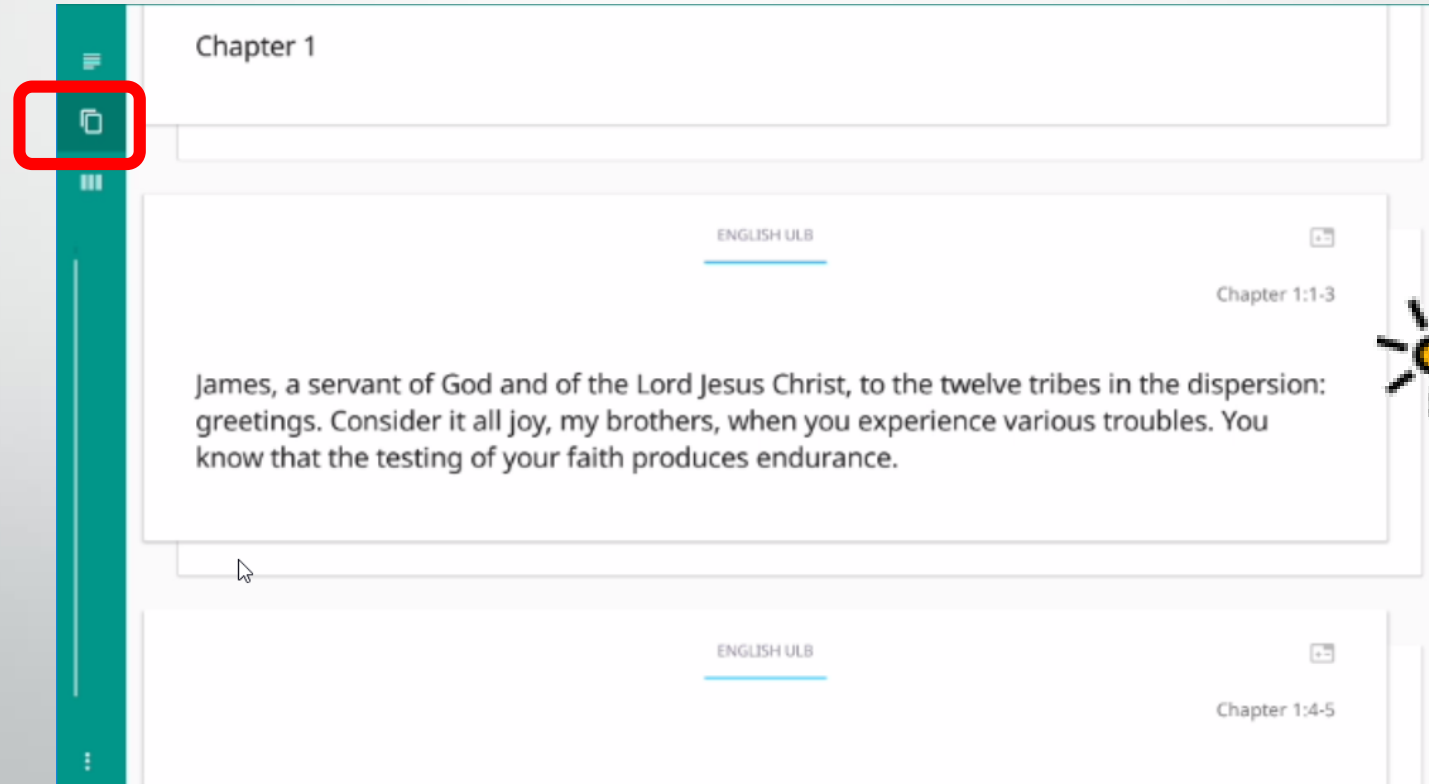 Chapter 1
ENGLISH ULB
Chapter 1:1-3
James, a servant of God and of the Lord Jesus Christ, to the twelve tribes in the dispersion:
greetings. Consider it all joy, my brothers, when you experience various troubles. You
know that the testing of your faith produces endurance.
ENGLISH ULB
Chapter 1:4-5